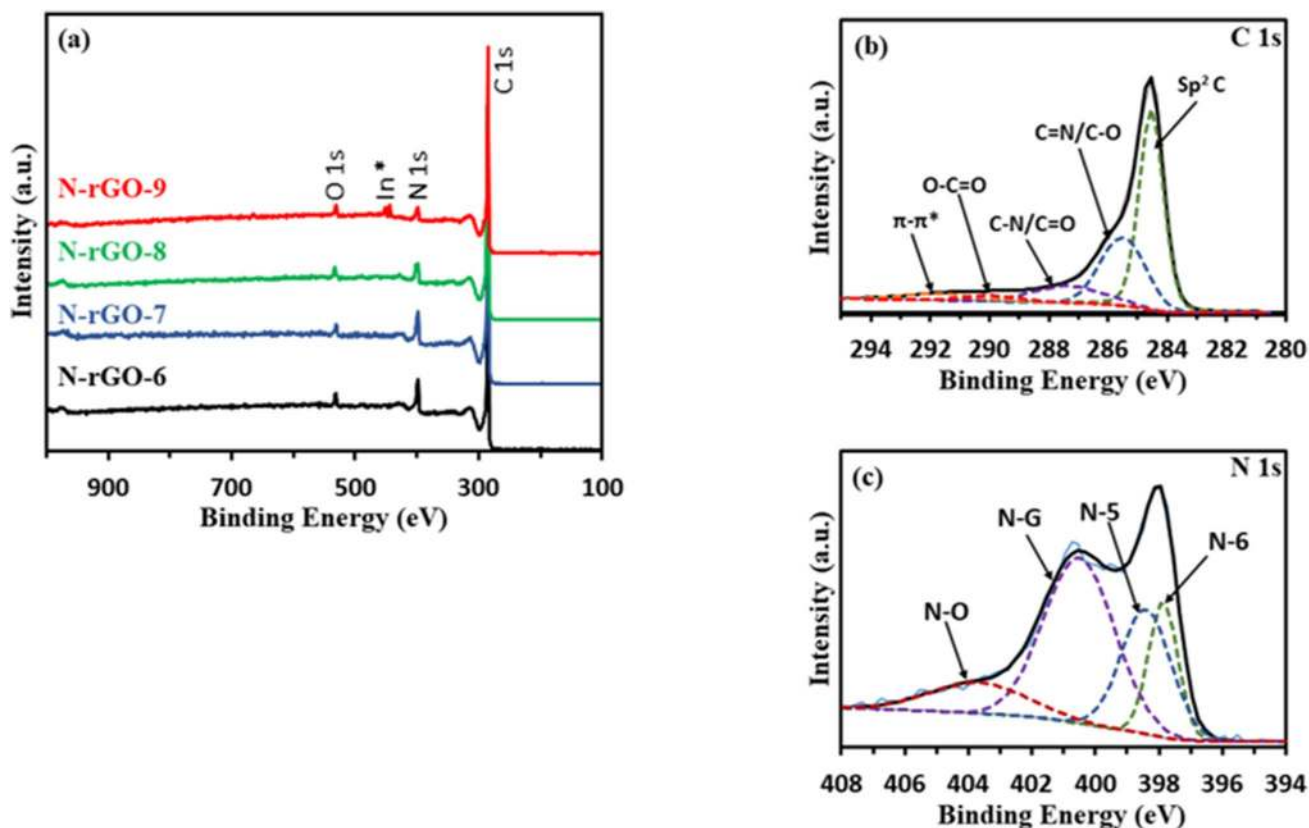 (a)
C 1s
O 1s
In*
N 1s
N-rGO-9
N-rGO-8
N-rGO-7
N-rGO-6
Intensity (a.u.)
900 700 500 300 100
Binding Energy (eV)
(b)
C 1s
Sp² C
C=N/C-O
O-C=O
C-N/C=O
π-π*
Intensity (a.u.)
294 292 290 288 286 284 282 280
Binding Energy (eV)
(c)
N 1s
N-G
N-5
N-6
N-O
Intensity (a.u.)
408 406 404 402 400 398 396 394
Binding Energy (eV)